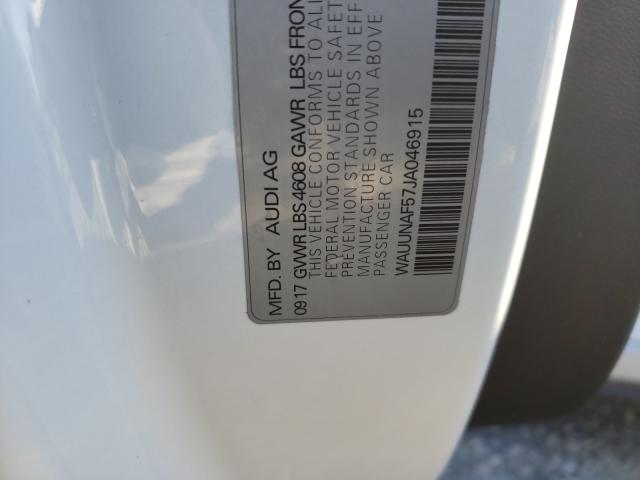 MFD. BY AUDI AG
0917 GVWR LBS 4608 GAWR LBS FRON
THIS VEHICLE CONFORMS TO
FEDERAL MOTOR VEHICLE SAFET
PREVENTION STANDARDS IN EFF
MANUFACTURE SHOWN ABOVE
PASSENGER CAR
WAUUNAF57JA046915